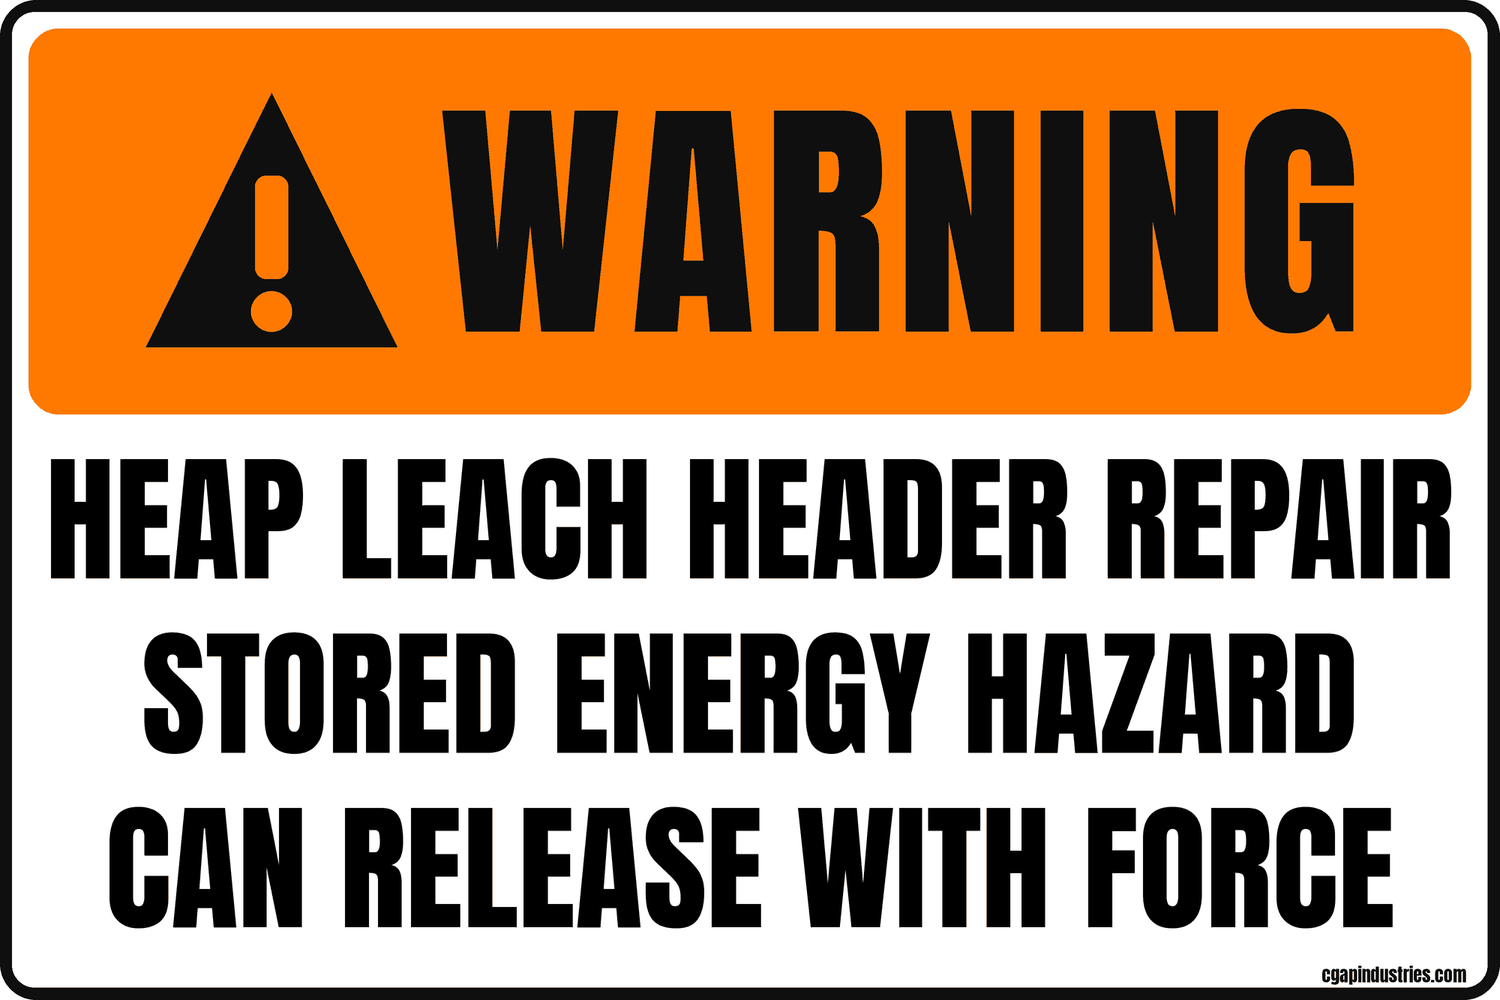 WARNING
HEAP LEACH HEADER REPAIR
STORED ENERGY HAZARD
CAN RELEASE WITH FORCE
cgapindustries.com